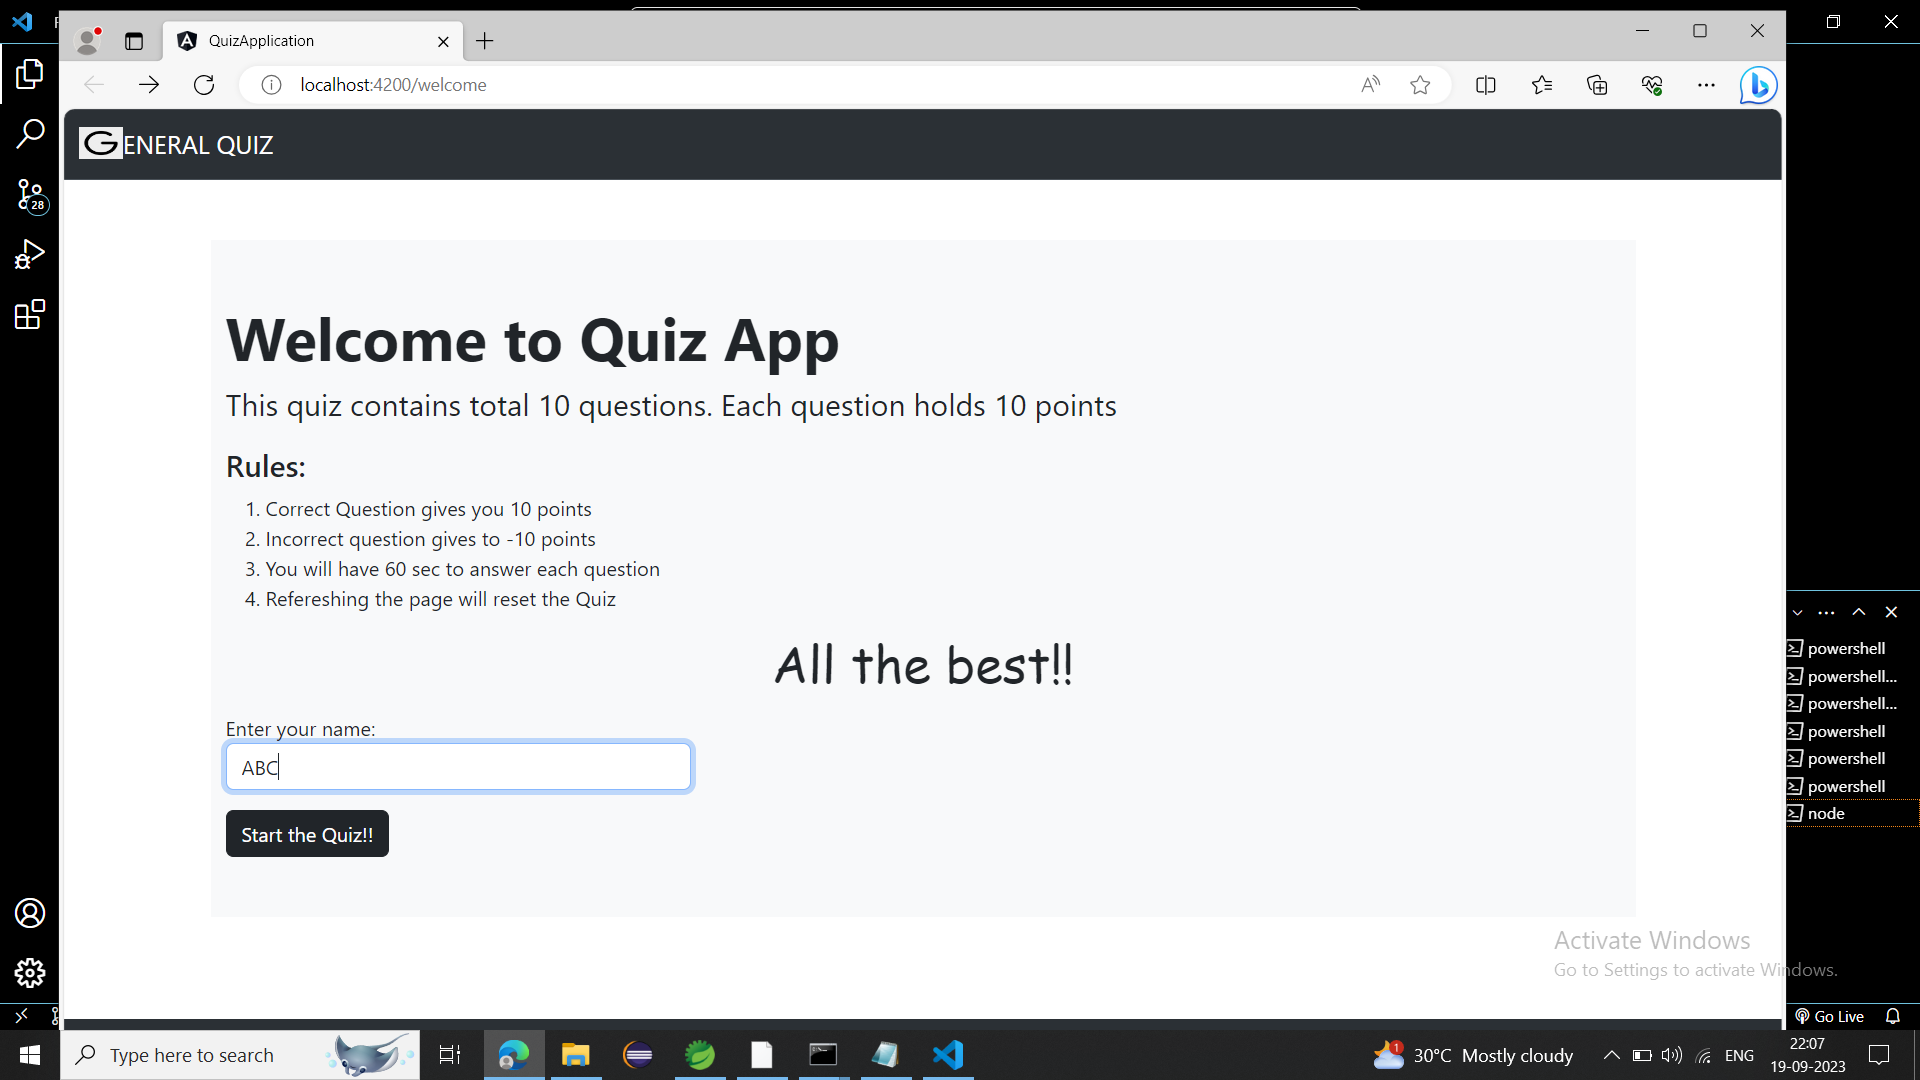 QuizApplication
localhost:4200/welcome
GENERAL QUIZ
28
Welcome to Quiz App
This quiz contains total 10 questions. Each question holds 10 points
Rules:
1. Correct Question gives you 10 points
2. Incorrect question gives to -10 points
3. You will have 60 sec to answer each question
4. Refereshing the page will reset the Quiz
All the best!!
Enter your name:
ABC
Start the Quiz!!
powershell
powershell...
powershell...
powershell
powershell
powershell
node
Activate Windows
Go to Settings to activate Windows.
Go Live
Type here to search
1
30°C Mostly cloudy
ENG
22:07
19-09-2023